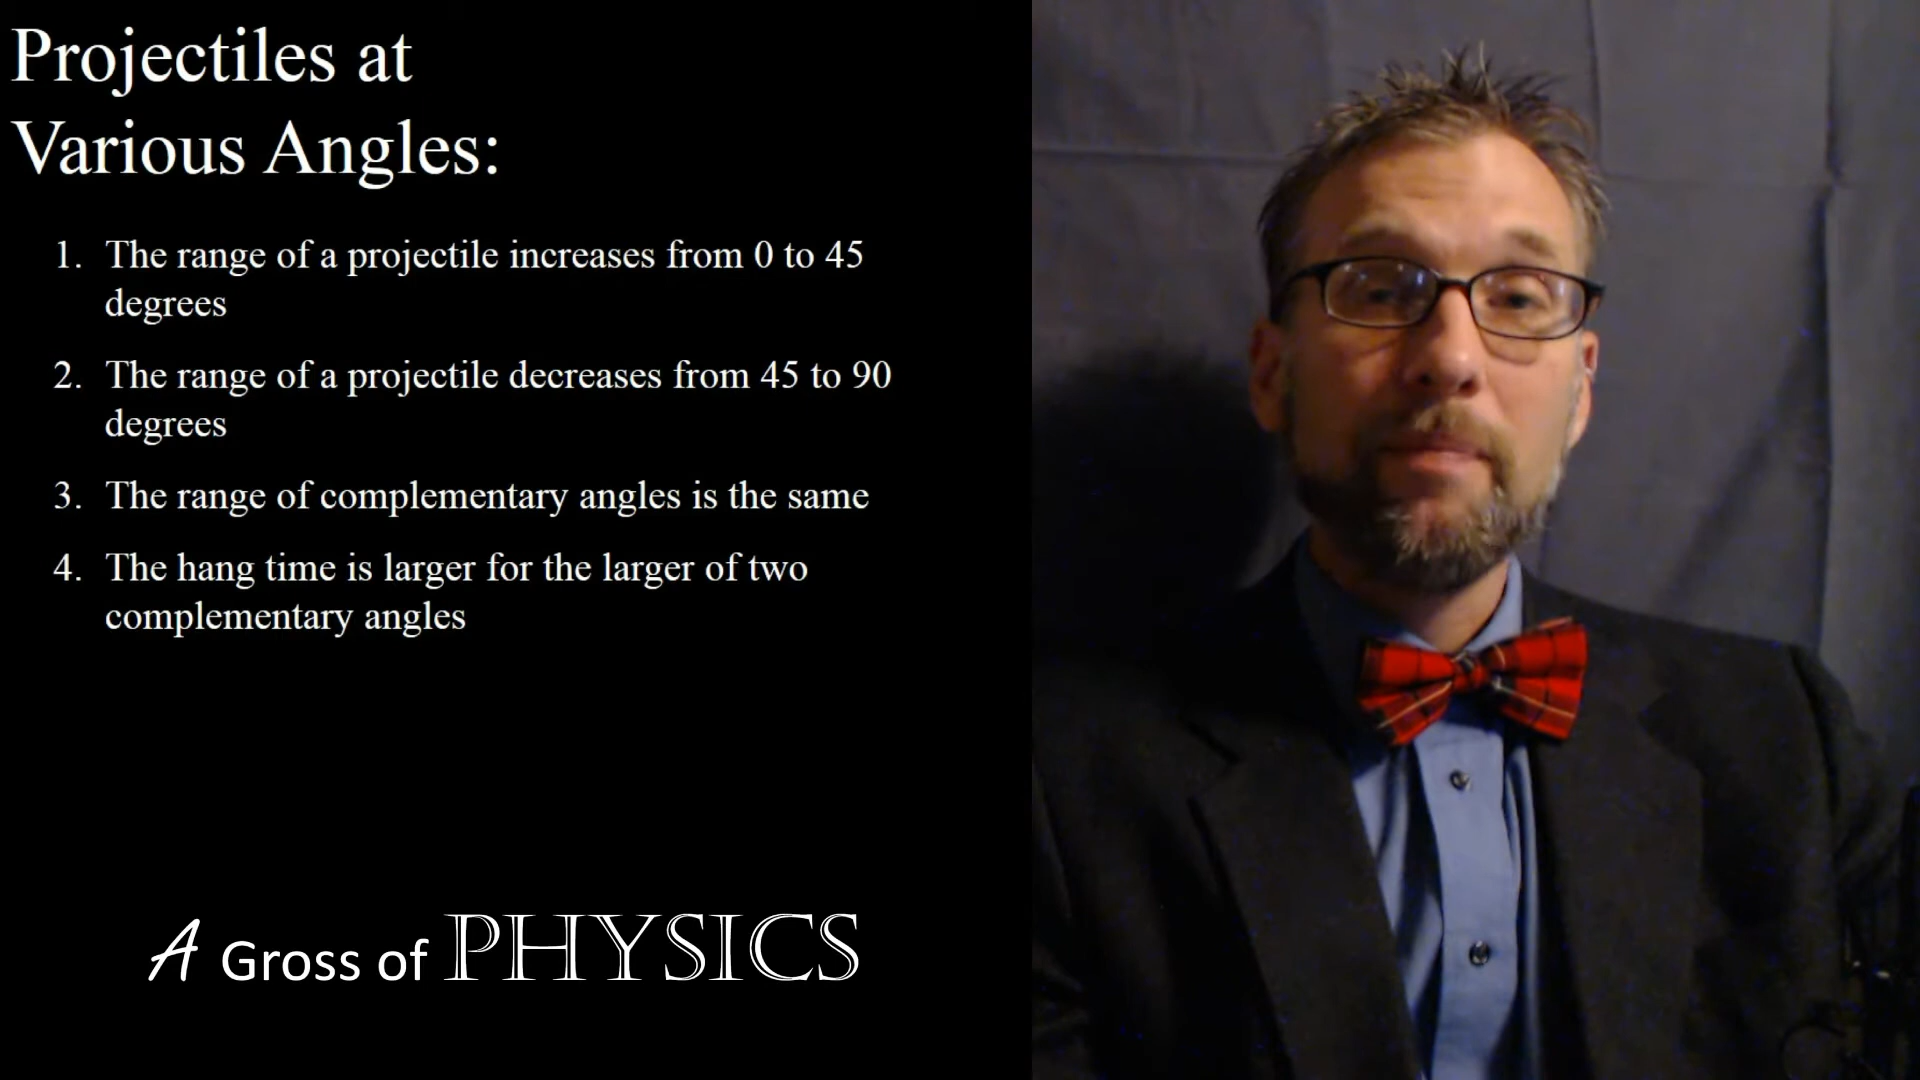 Projectiles at
Various Angles:
1. The range of a projectile increases from 0 to 45
degrees
2. The range of a projectile decreases from 45 to 90
degrees
3. The range of complementary angles is the same
4. The hang time is larger for the larger of two
complementary angles
A Gross of PHYSICS